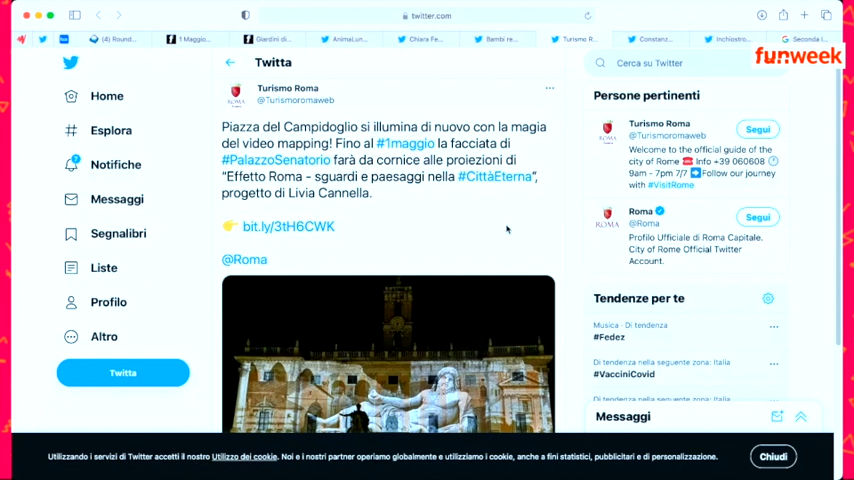 twitter.com
(4) Round...
1 Maggio...
Giardini di...
AnimaLun...
Chiara Fe...
Bambi re...
Turismo R...
Constanz...
Inchiostro...
Seconda l...
funweek
Twitta
Cerca su Twitter
Home
Esplora
Notifiche
Messaggi
Segnalibri
Liste
Profilo
Altro
Twitta
Turismo Roma
@Turismoromaweb
Piazza del Campidoglio si illumina di nuovo con la magia
del video mapping! Fino al #1maggio la facciata di
#PalazzoSenatorio farà da cornice alle proiezioni di
“Effetto Roma - sguardi e paesaggi nella #CittàEterna”,
progetto di Livia Cannella.
bit.ly/3tH6CWK
@Roma
Persone pertinenti
Turismo Roma
@Turismoromaweb
Segui
Welcome to the official guide of the
city of Rome ☎️ Info +39 060608 🕘
9am - 7pm 7/7 ➡️Follow our journey
with #VisitRome
Roma
@Roma
Segui
Profilo Ufficiale di Roma Capitale.
City of Rome Official Twitter
Account.
Tendenze per te
Musica · Di tendenza
#Fedez
Di tendenza nella seguente zona: Italia
#VacciniCovid
Di tendenza nella seguente zona: Italia
Messaggi
Utilizzando i servizi di Twitter accetti il nostro Utilizzo dei cookie. Noi e i nostri partner operiamo globalmente e utilizziamo i cookie, anche a fini statistici, pubblicitari e di personalizzazione.
Chiudi